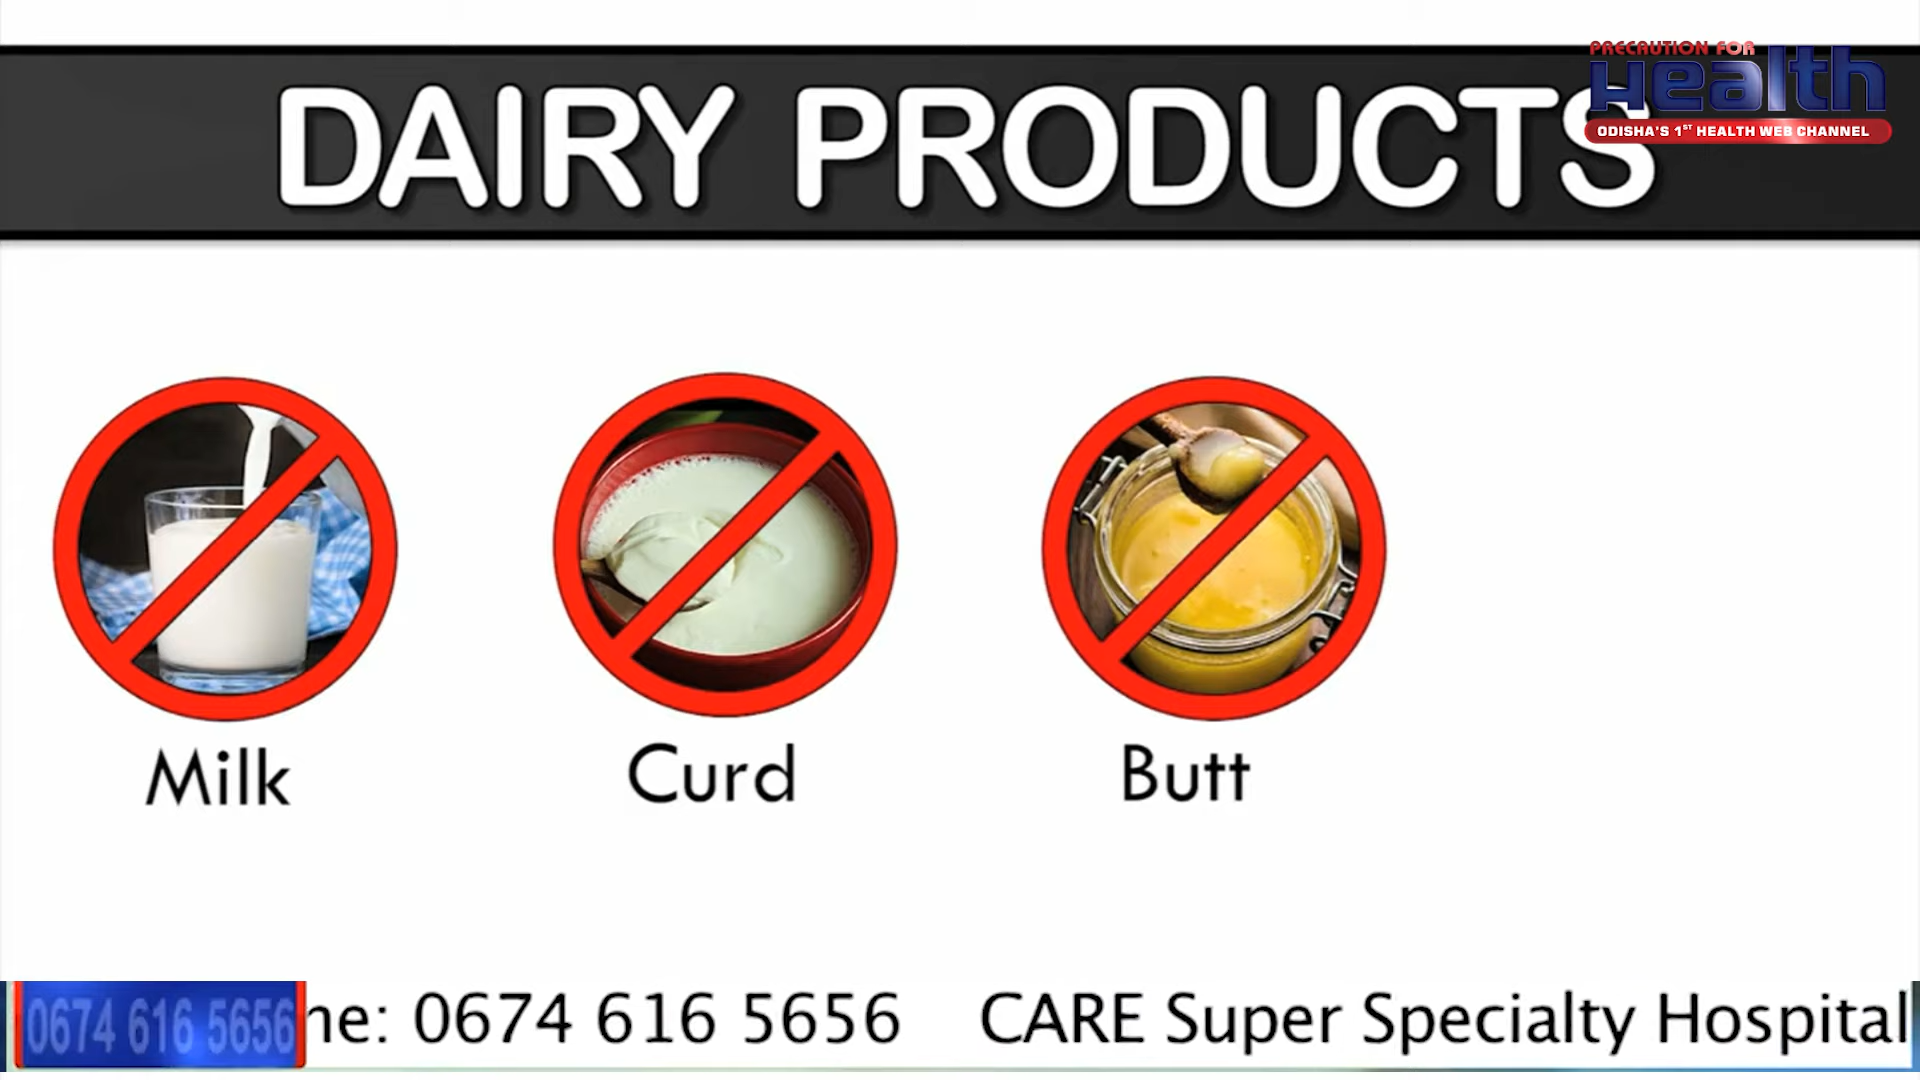 PRECAUTION FOR
Health
ODISHA'S 1ST HEALTH WEB CHANNEL
DAIRY PRODUCTS
Milk
Curd
Butt
0674 616 5656
ne: 0674 616 5656 CARE Super Specialty Hospital